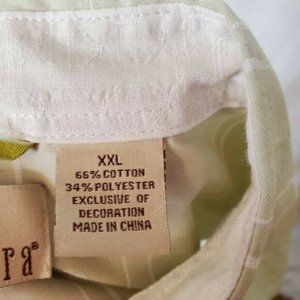 XXL
66% COTTON
34% POLYESTER
EXCLUSIVE OF
DECORATION
MADE IN CHINA
ra®